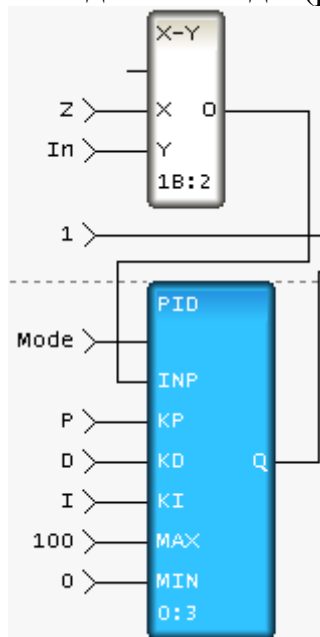 X-Y
Z X O
In Y
1B:2
1
PID
Mode
INP
P KP
D KD Q
I KI
100 MAX
0 MIN
0:3